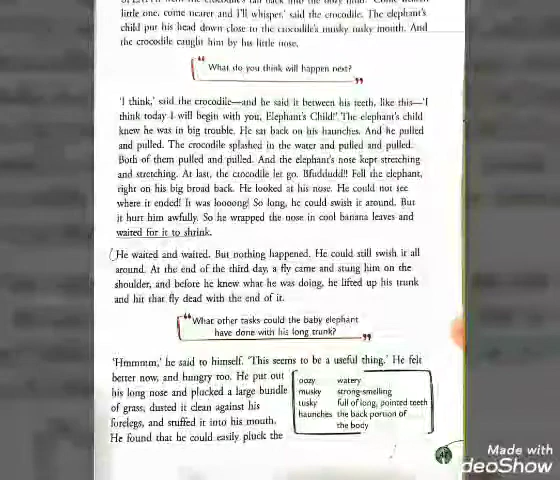 little one, come nearer and I'll whisper,' said the crocodile. The elephant's
child put his head down close to the crocodile's musky tusky mouth. And
the crocodile caught him by his little nose.
What do you think will happen next?
'I think,' said the crocodile—and he said it between his teeth, like this—'I
think today I will begin with you, Elephant's Child!' The elephant's child
knew he was in big trouble. He sat back on his haunches. And he pulled
and pulled. The crocodile splashed in the water and pulled and pulled.
Both of them pulled and pulled. And the elephant's nose kept stretching
and stretching. At last, the crocodile let go. Bfuddudd!! Fell the elephant,
right on his big broad back. He looked at his nose. He could not see
where it ended! It was loooong! So long, he could swish it around. But
it hurt him awfully. So he wrapped the nose in cool banana leaves and
waited for it to shrink.
He waited and waited. But nothing happened. He could still swish it all
around. At the end of the third day, a fly came and stung him on the
shoulder, and before he knew what he was doing, he lifted up his trunk
and hit that fly dead with the end of it.
What other tasks could the baby elephant
have done with his long trunk?
'Hmmmm,' he said to himself. 'This seems to be a useful thing.' He felt
better now, and hungry too. He put out
his long nose and plucked a large bundle
of grass, dusted it clean against his
forelegs, and stuffed it into his mouth.
He found that he could easily pluck the
oozy watery
musky strong-smelling
tusky full of long, pointed teeth
haunches the back portion of
the body
Made with
deoShow